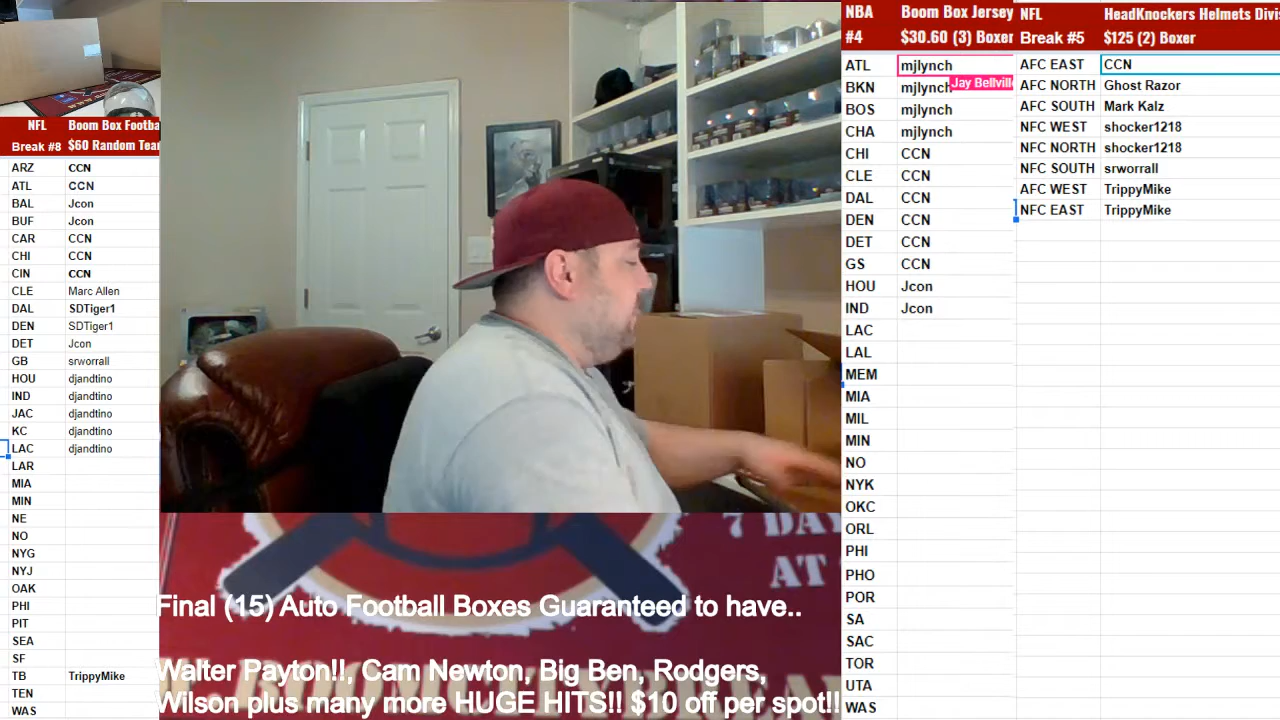 NFL Boom Box Footba
Break #8 $60 Random Tear
ARZ CCN
ATL CCN
BAL Jcon
BUF Jcon
CAR CCN
CHI CCN
CIN CCN
CLE Marc Allen
DAL SDTiger1
DEN SDTiger1
DET Jcon
GB srworrall
HOU djandtino
IND djandtino
JAC djandtino
KC djandtino
LAC djandtino
LAR
MIA
MIN
NE
NO
NYG
NYJ
OAK
PHI
PIT
SEA
SF
TB TrippyMike
TEN
WAS
7 DAY
AT
Final (15) Auto Football Boxes Guaranteed to have..
Walter Payton!!, Cam Newton, Big Ben, Rodgers,
Wilson plus many more HUGE HITS!! $10 off per spot!!
NBA Boom Box Jersey
#4 $30.60 (3) Boxer
ATL mjlynch
Jay Bellville
BKN mjlynch
BOS mjlynch
CHA mjlynch
CHI CCN
CLE CCN
DAL CCN
DEN CCN
DET CCN
GS CCN
HOU Jcon
IND Jcon
LAC
LAL
MEM
MIA
MIL
MIN
NO
NYK
OKC
ORL
PHI
PHO
POR
SA
SAC
TOR
UTA
WAS
NFL HeadKnockers Helmets Divis
Break #5 $125 (2) Boxer
AFC EAST CCN
AFC NORTH Ghost Razor
AFC SOUTH Mark Kalz
NFC WEST shocker1218
NFC NORTH shocker1218
NFC SOUTH srworrall
AFC WEST TrippyMike
NFC EAST TrippyMike